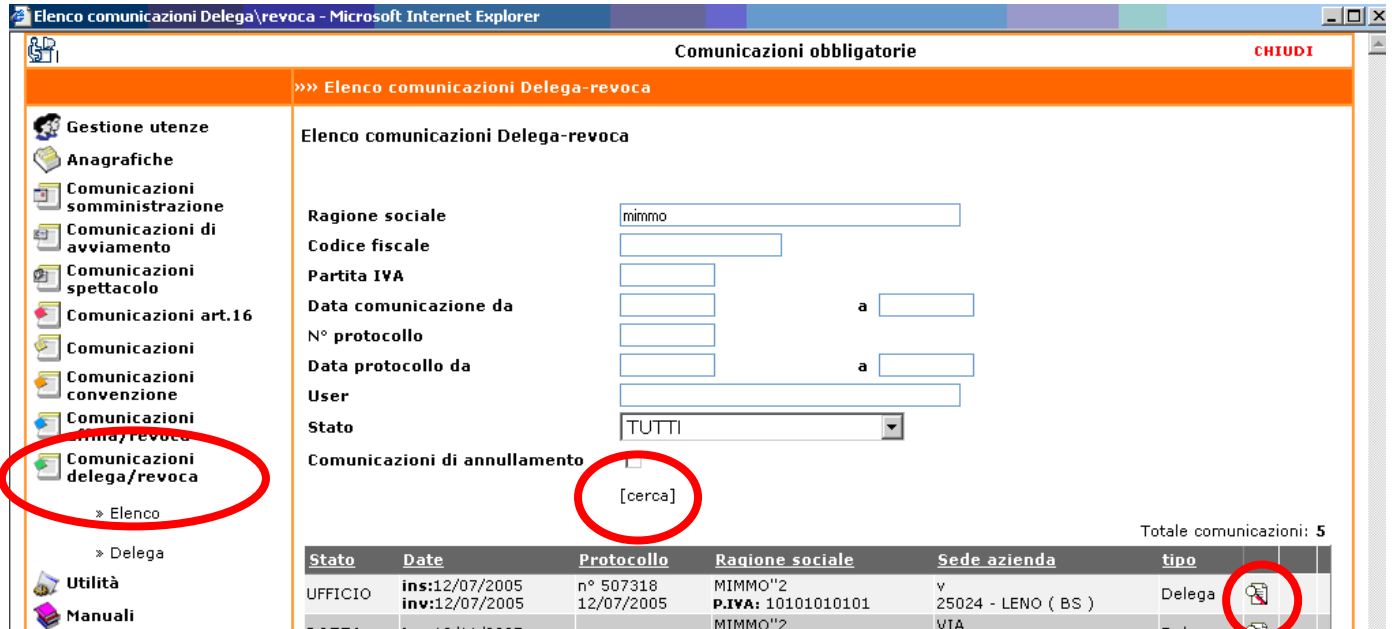 Elenco comunicazioni Delega\revoca - Microsoft Internet Explorer
Comunicazioni obbligatorie
CHIUDI
»»» Elenco comunicazioni Delega-revoca
Gestione utenze
Anagrafiche
Comunicazioni
somministrazione
Comunicazioni di
avviamento
Comunicazioni
spettacolo
Comunicazioni art.16
Comunicazioni
Comunicazioni
convenzione
Comunicazioni
Comunicazioni
delega/revoca
» Elenco
» Delega
Utilità
Manuali
Elenco comunicazioni Delega-revoca
Ragione sociale mimmo
Codice fiscale
Partita IVA
Data comunicazione da a
N° protocollo
Data protocollo da a
User
Stato TUTTI
Comunicazioni di annullamento
[cerca]
Totale comunicazioni: 5
Stato Date Protocollo Ragione sociale Sede azienda tipo
UFFICIO ins:12/07/2005 n° 507318 MIMMO"2 v Delega
inv:12/07/2005 12/07/2005 P.IVA: 10101010101 25024 - LENO ( BS )
MIMMO"2 VIA